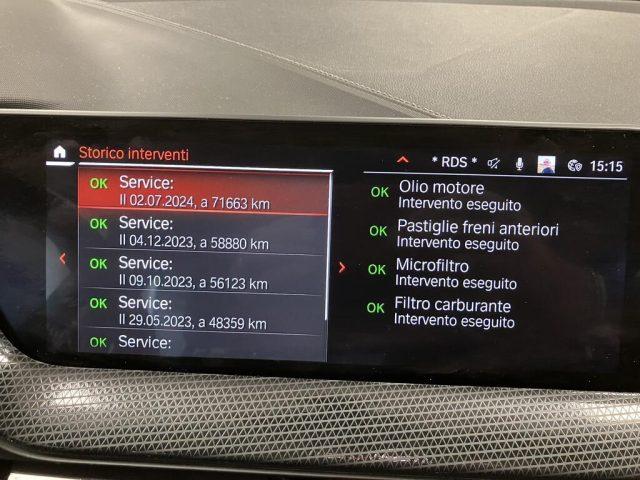 Storico interventi
* RDS *
15:15
OK Service:
Il 02.07.2024, a 71663 km
OK Service:
Il 04.12.2023, a 58880 km
OK Service:
Il 09.10.2023, a 56123 km
OK Service:
Il 29.05.2023, a 48359 km
OK Service:
OK Olio motore
Intervento eseguito
OK Pastiglie freni anteriori
Intervento eseguito
OK Microfiltro
Intervento eseguito
OK Filtro carburante
Intervento eseguito